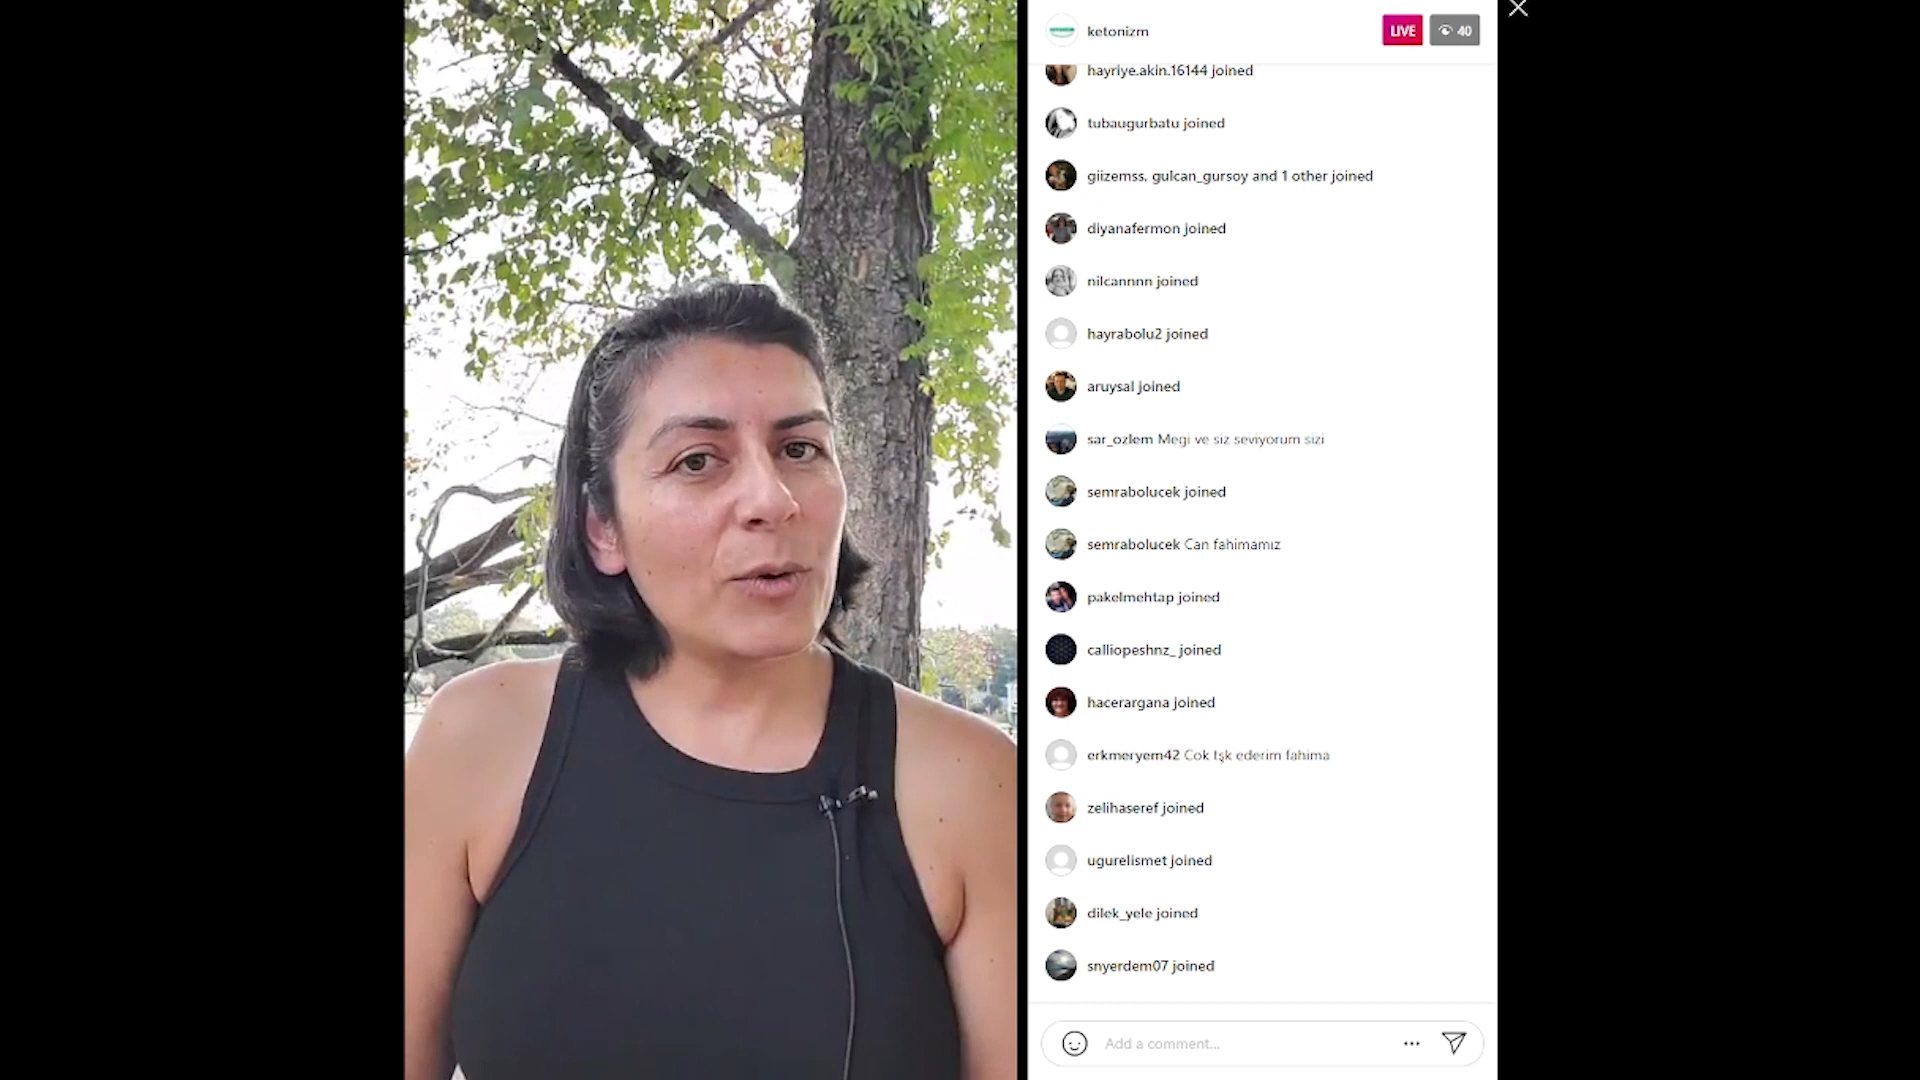 ketonizm
LIVE
40
hayriye.akin.16144 joined
tubaugurbatu joined
giizemss, gulcan_gursoy and 1 other joined
diyanafermon joined
nilcannnn joined
hayrabolu2 joined
aruysal joined
sar_ozlem Megi ve siz seviyorum sizi
semrabolucek joined
semrabolucek Can fahimamız
pakelmehtap joined
calliopeshnz_ joined
hacerargana joined
erkmeryem42 Cok tşk ederim fahima
zelihaseref joined
ugurelismet joined
dilek_yele joined
snyerdem07 joined
Add a comment...